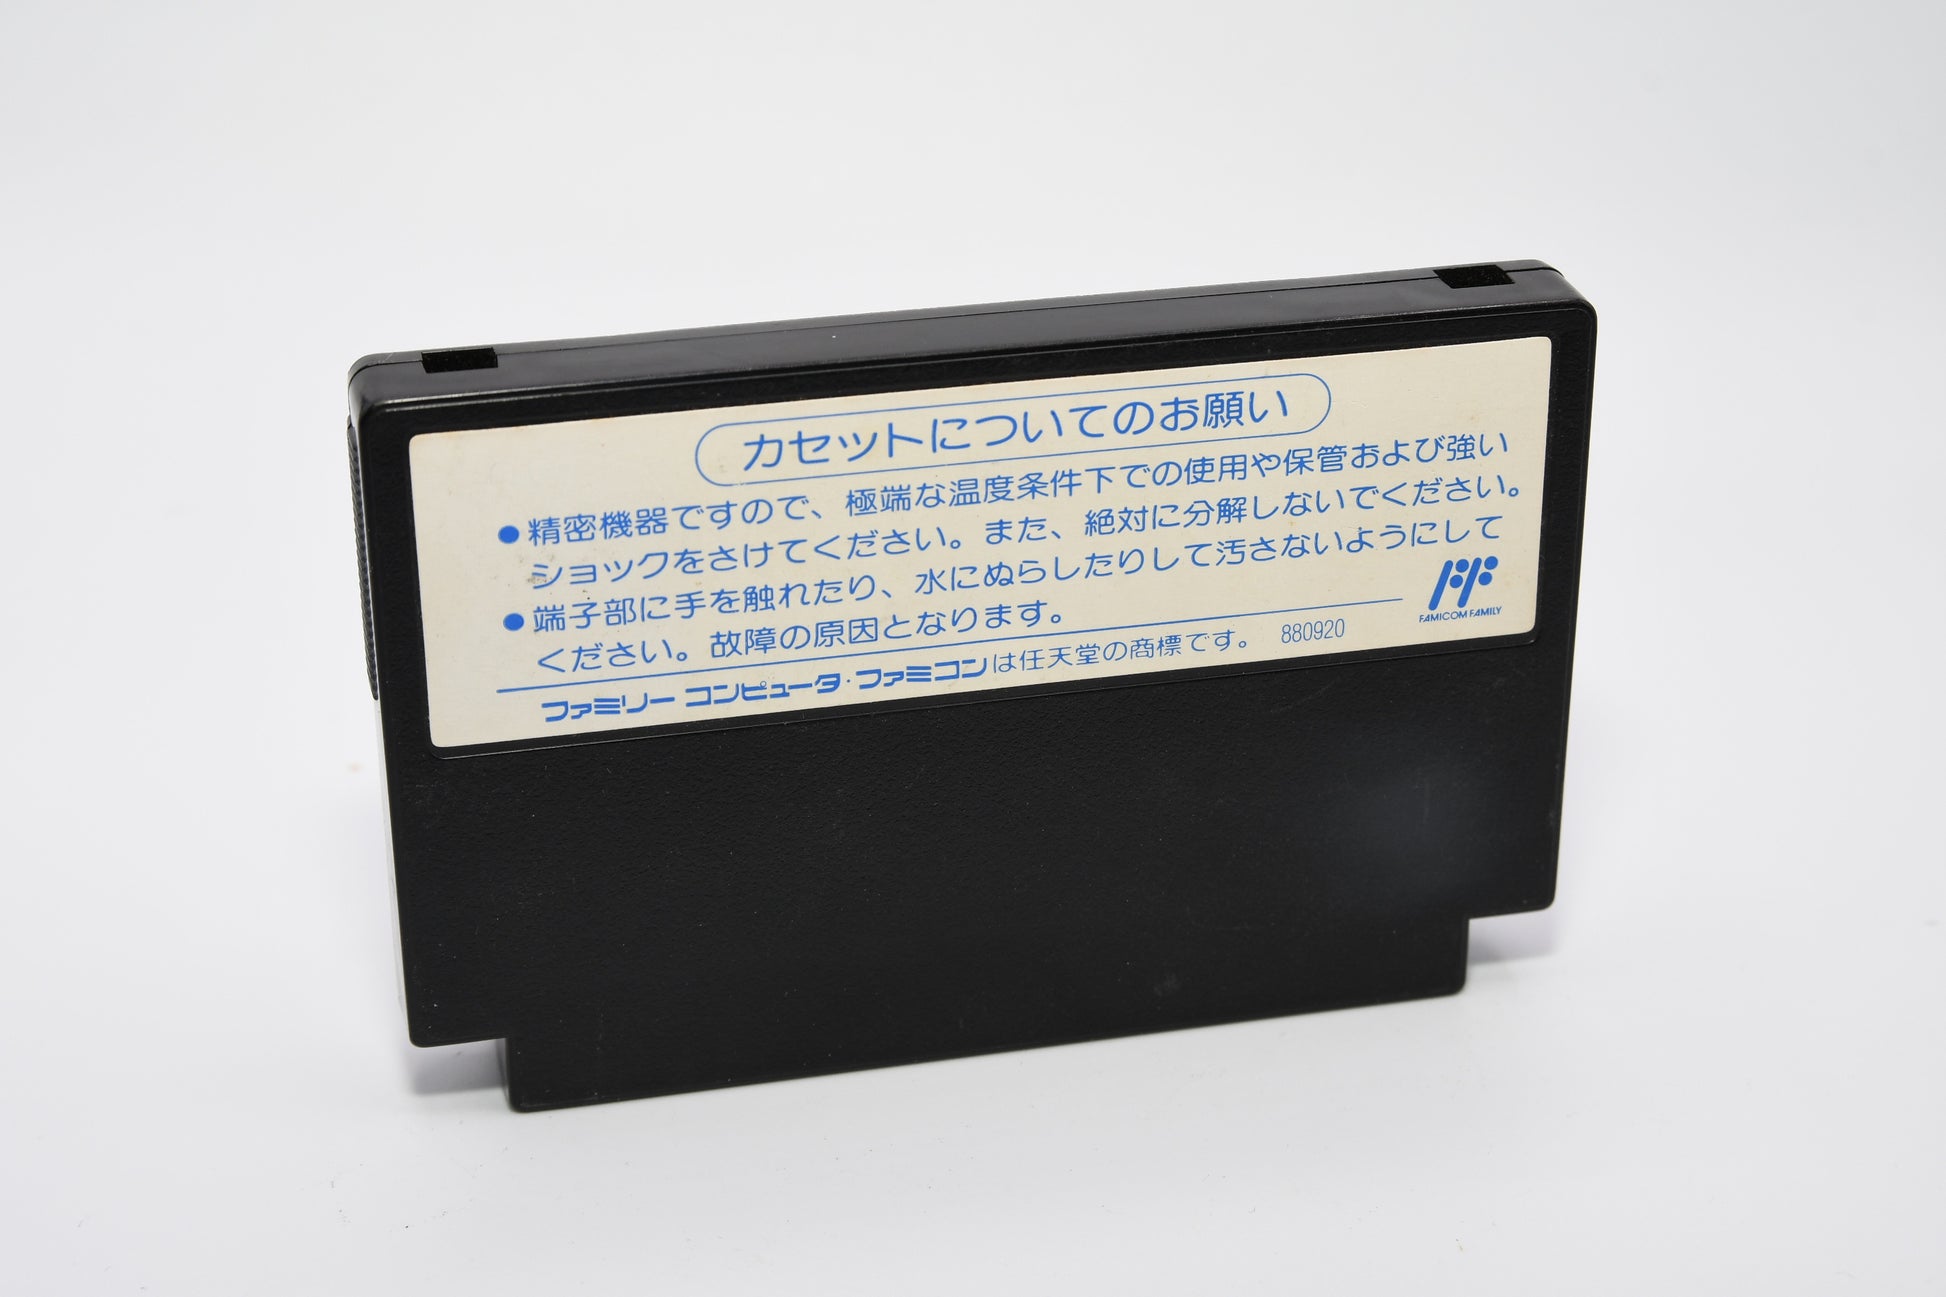 カセットについてのお願い
●精密機器ですので、極端な温度条件下での使用や保管および強い
ショックをさけてください。また、絶対に分解しないでください。
●端子部に手を触れたり、水にぬらしたりして汚さないようにして
ください。故障の原因となります。
FAMICOM FAMILY
ファミリー コンピュータ・ファミコンは任天堂の商標です。 880920